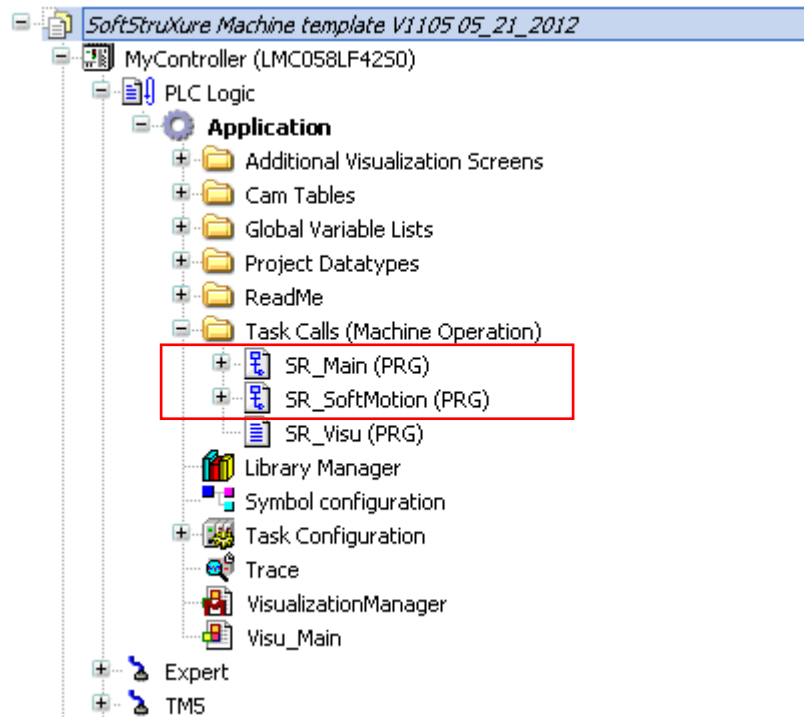 SoftStruXure Machine template V1105 05_21_2012
MyController (LMC058LF42S0)
PLC Logic
Application
Additional Visualization Screens
Cam Tables
Global Variable Lists
Project Datatypes
ReadMe
Task Calls (Machine Operation)
SR_Main (PRG)
SR_SoftMotion (PRG)
SR_Visu (PRG)
Library Manager
Symbol configuration
Task Configuration
Trace
VisualizationManager
Visu_Main
Expert
TM5